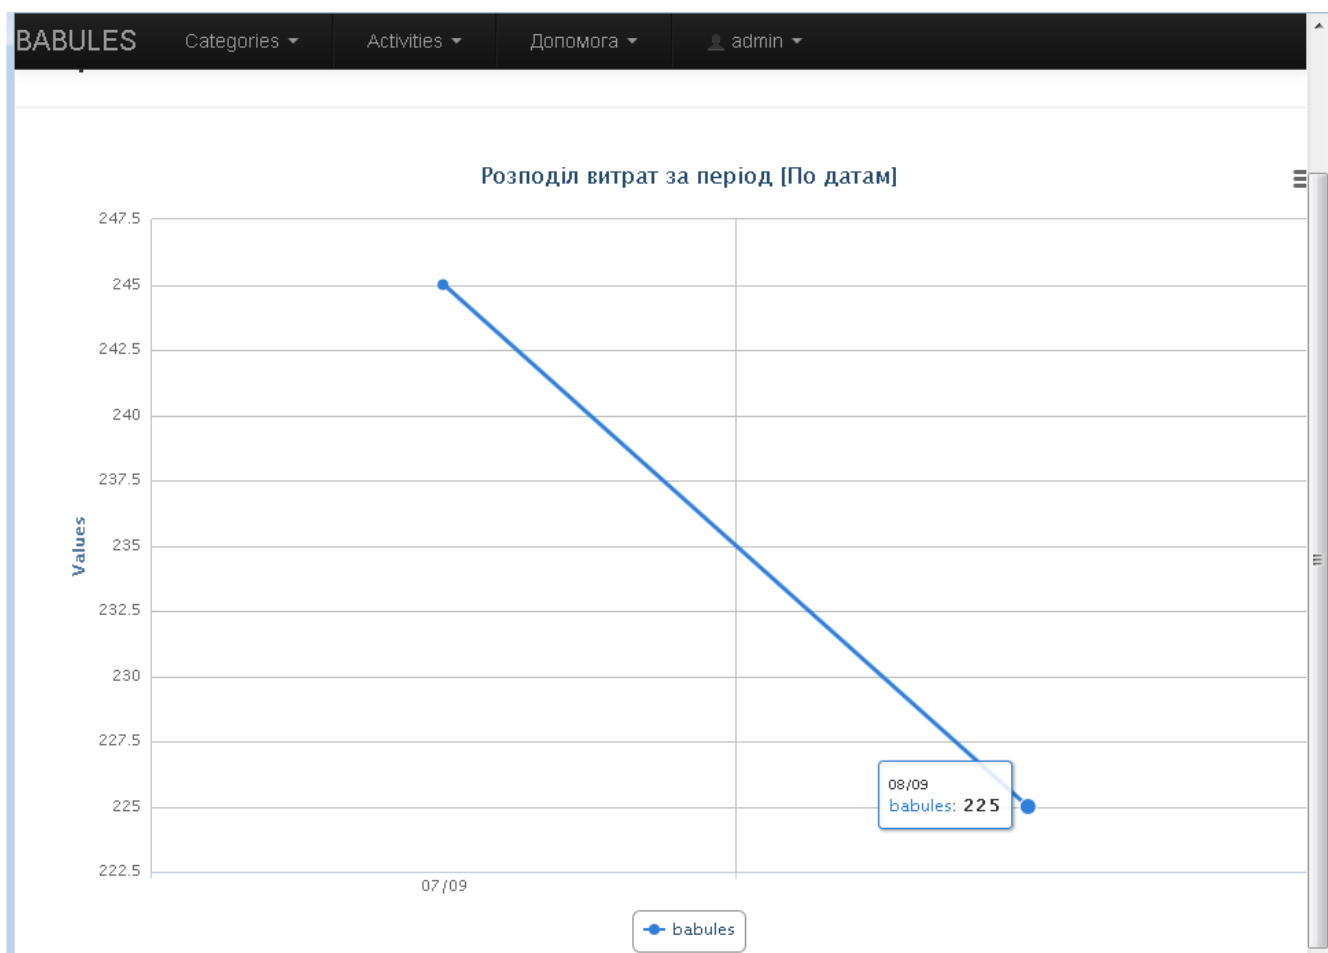 BABULES Categories Activities Допомога admin
Розподіл витрат за період [По датам]
247.5
245
242.5
240
237.5
235
232.5
230
227.5
225
222.5
Values
08/09
babules: 225
07/09
babules